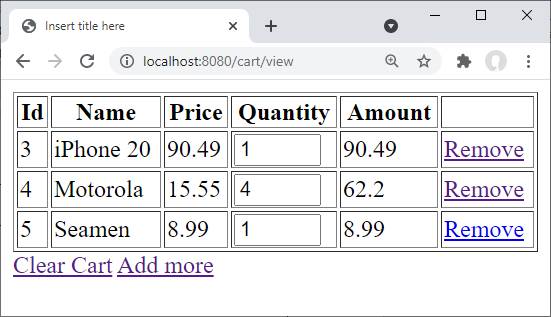 Insert title here
localhost:8080/cart/view
Id Name Price Quantity Amount
3 iPhone 20 90.49 1 90.49 Remove
4 Motorola 15.55 4 62.2 Remove
5 Seamen 8.99 1 8.99 Remove
Clear Cart Add more